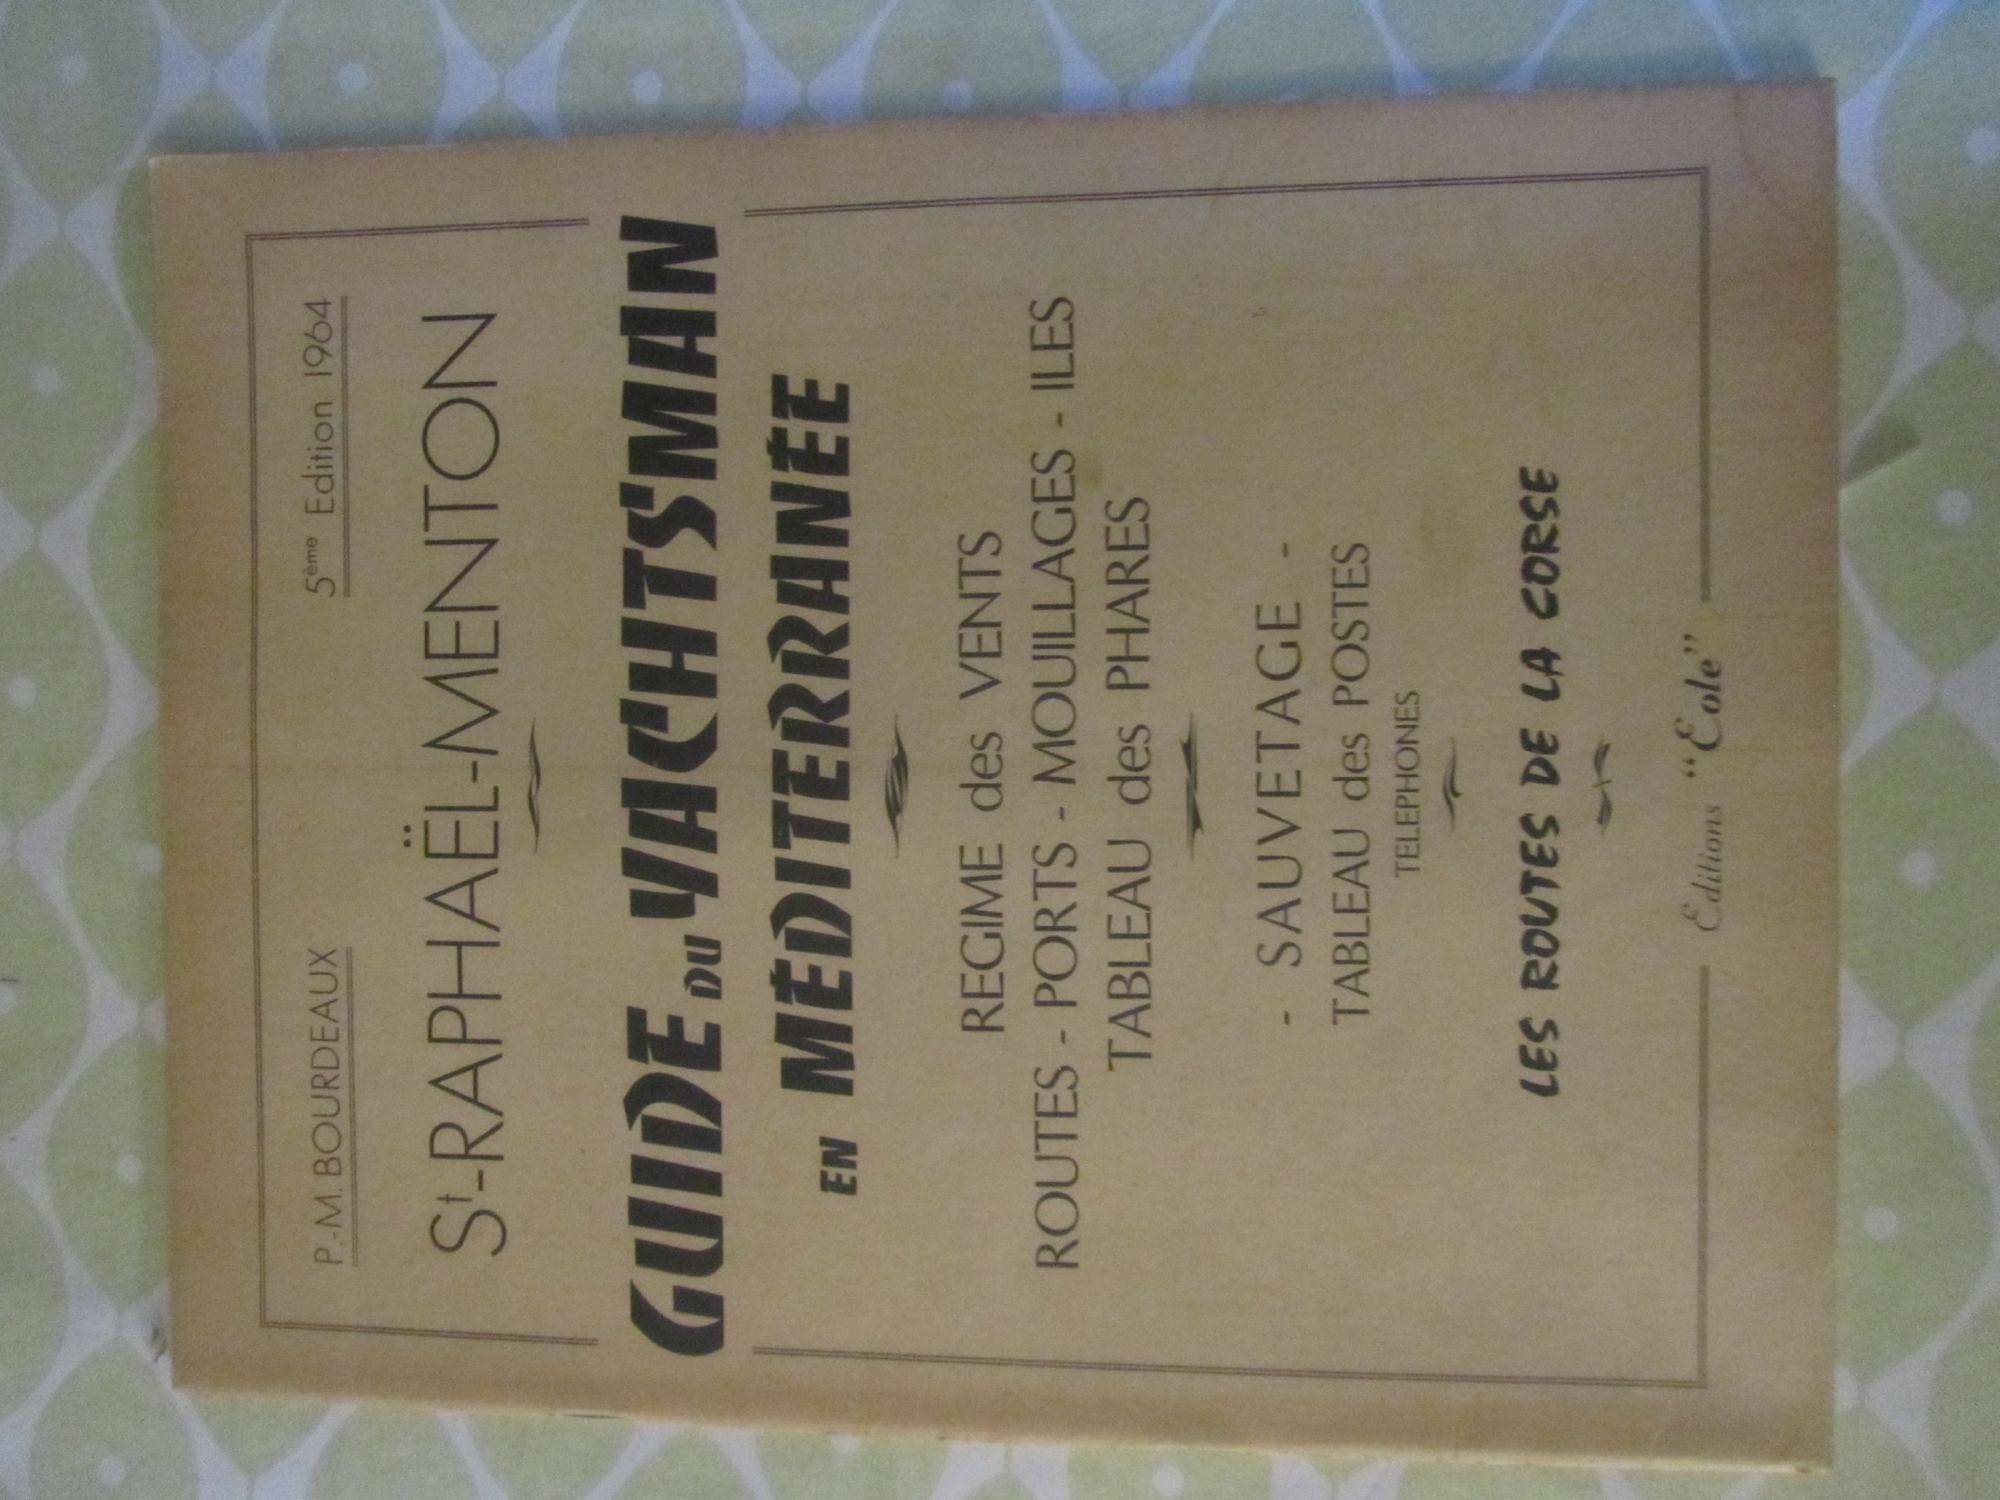 P.-M. BOURDEAUX 5ème Edition 1964
St-RAPHAËL-MENTON
GUIDE DU YACHTSMAN
EN MÉDITERRANÉE
REGIME des VENTS
ROUTES - PORTS - MOUILLAGES - ILES
TABLEAU des PHARES
- SAUVETAGE -
TABLEAU des POSTES
TELEPHONES
LES ROUTES DE LA CORSE
Editions "Eole"